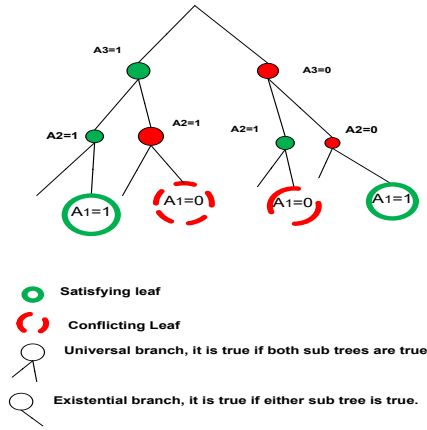 A3=1
A3=0
A2=1
A2=1
A2=1
A2=0
A1=1
A1=0
A1=0
A1=1
Satisfying leaf
Conflicting Leaf
Universal branch, it is true if both sub trees are true
Existential branch, it is true if either sub tree is true.